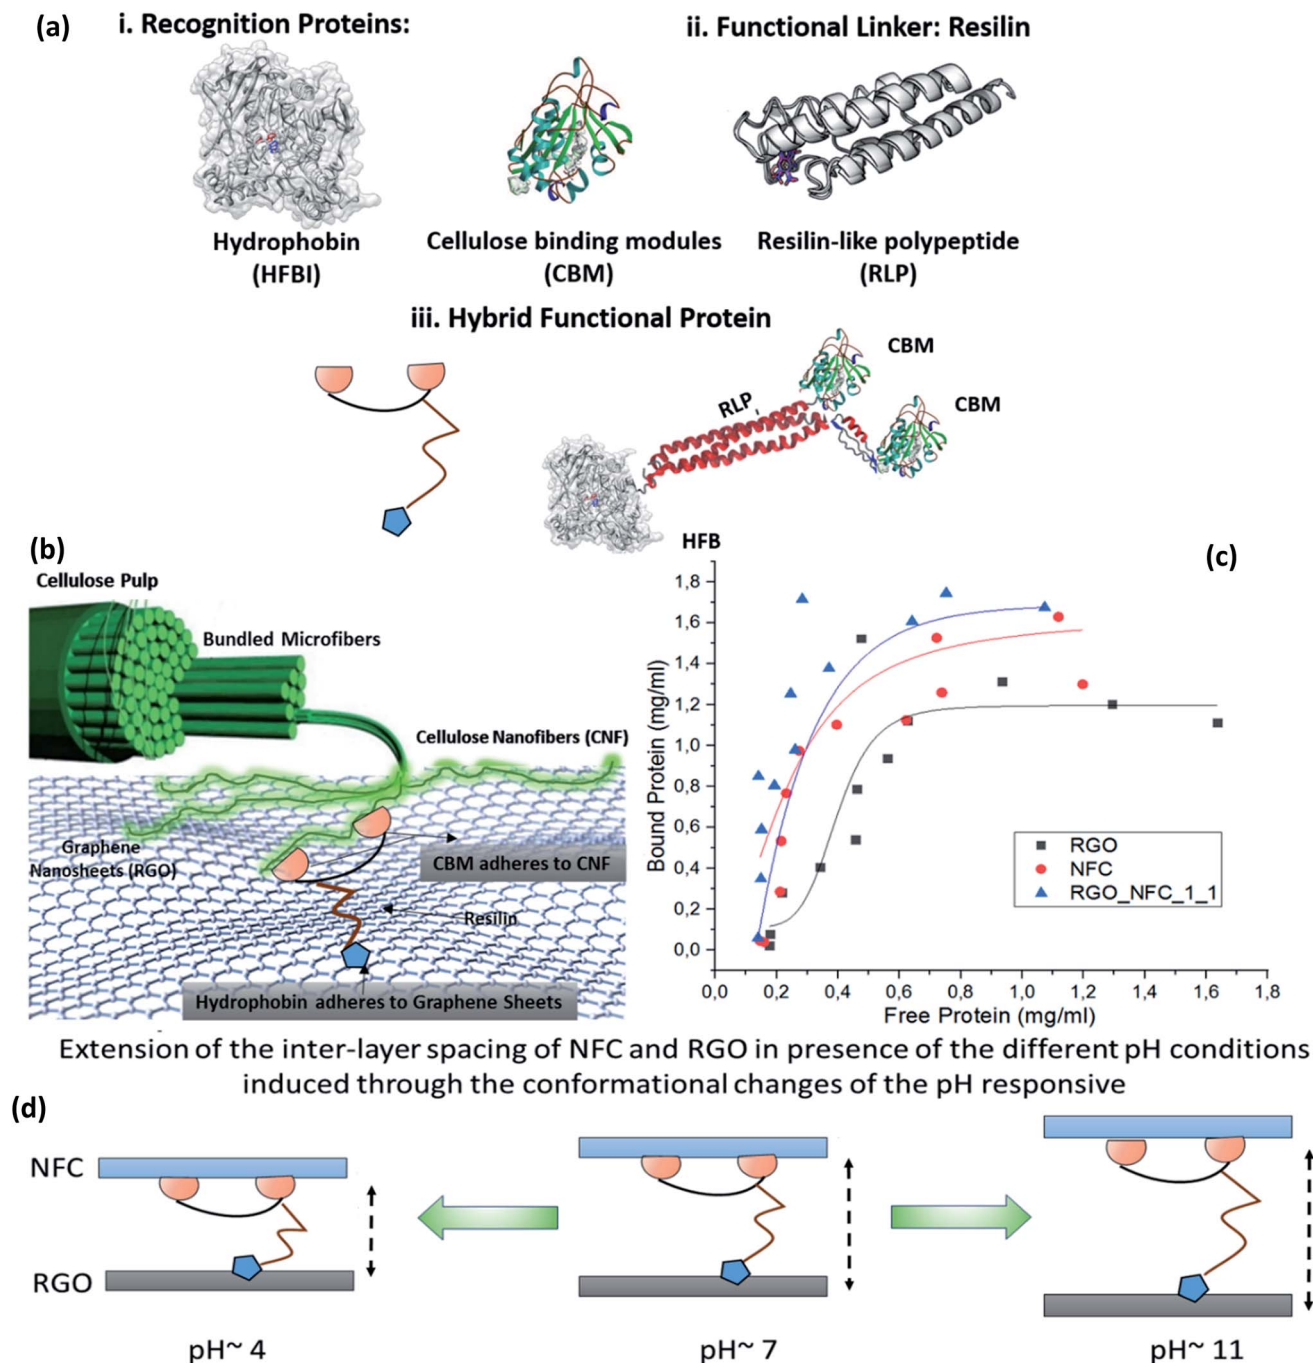 (a)
i. Recognition Proteins:
ii. Functional Linker: Resilin
Hydrophobin
(HFBI)
Cellulose binding modules
(CBM)
Resilin-like polypeptide
(RLP)
iii. Hybrid Functional Protein
CBM
CBM
RLP
HFB
(b)
Cellulose Pulp
Bundled Microfibers
Cellulose Nanofibers (CNF)
Graphene
Nanosheets (RGO)
CBM adheres to CNF
Resilin
Hydrophobin adheres to Graphene Sheets
(c)
Bound Protein (mg/ml)
1,8
1,6
1,4
1,2
1,0
0,8
0,6
0,4
0,2
0,0
RGO
NFC
RGO_NFC_1_1
0,0 0,2 0,4 0,6 0,8 1,0 1,2 1,4 1,6 1,8
Free Protein (mg/ml)
Extension of the inter-layer spacing of NFC and RGO in presence of the different pH conditions
induced through the conformational changes of the pH responsive
(d)
NFC
RGO
pH~ 4
pH~ 7
pH~ 11